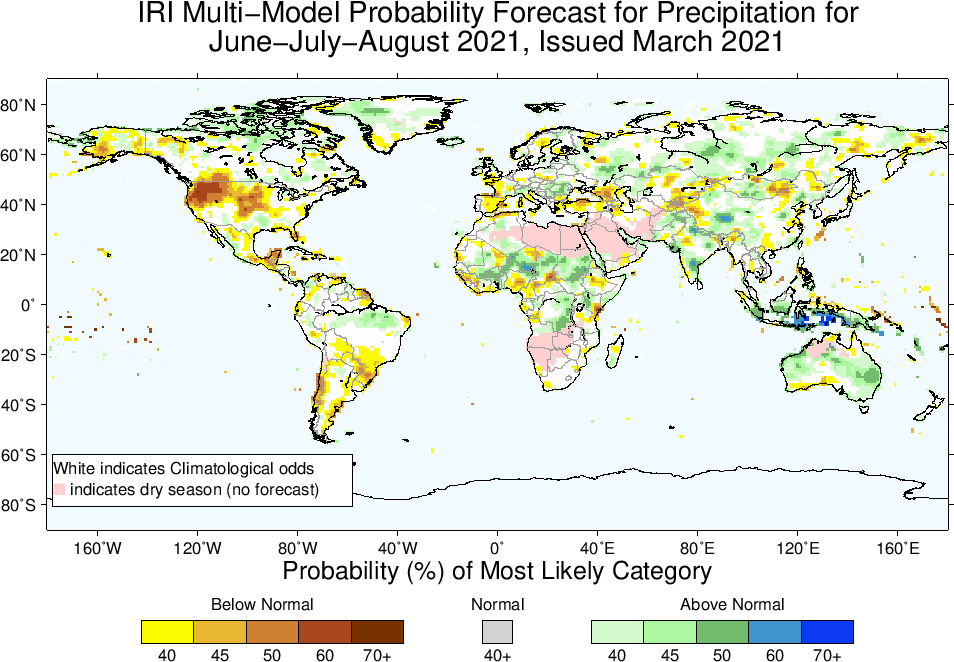 IRI Multi−Model Probability Forecast for Precipitation for
June−July−August 2021, Issued March 2021
80˚N
60˚N
40˚N
20˚N
0˚
20˚S
40˚S
60˚S
80˚S
White indicates Climatological odds
indicates dry season (no forecast)
160˚W 120˚W 80˚W 40˚W 0˚ 40˚E 80˚E 120˚E 160˚E
Probability (%) of Most Likely Category
Below Normal Normal Above Normal
40 45 50 60 70+ 40+ 40 45 50 60 70+